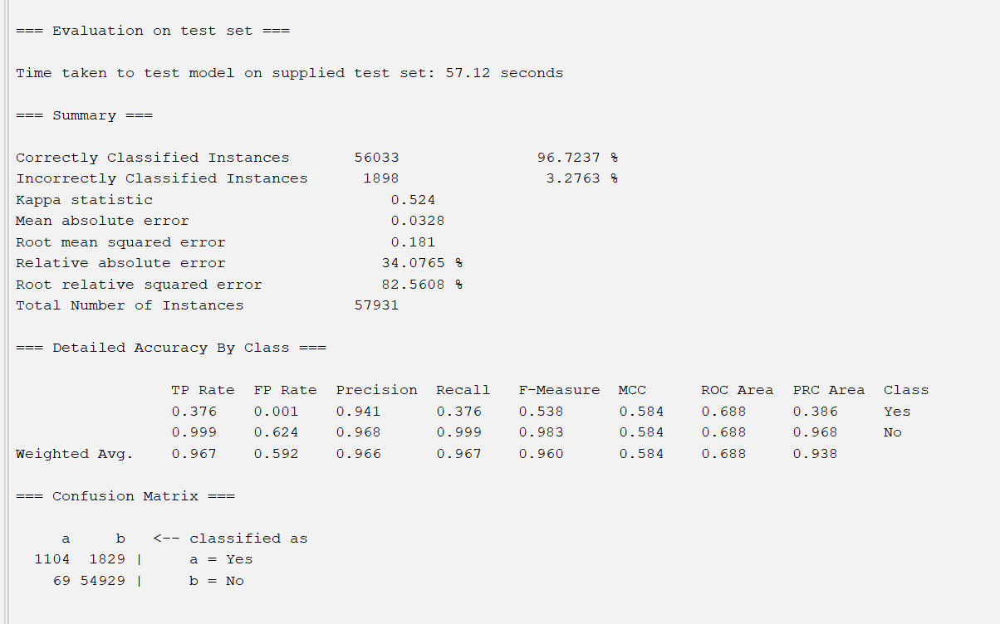 === Evaluation on test set ===
Time taken to test model on supplied test set: 57.12 seconds
=== Summary ===
Correctly Classified Instances 56033 96.7237 %
Incorrectly Classified Instances 1898 3.2763 %
Kappa statistic 0.524
Mean absolute error 0.0328
Root mean squared error 0.181
Relative absolute error 34.0765 %
Root relative squared error 82.5608 %
Total Number of Instances 57931
=== Detailed Accuracy By Class ===
TP Rate FP Rate Precision Recall F-Measure MCC ROC Area PRC Area Class
0.376 0.001 0.941 0.376 0.538 0.584 0.688 0.386 Yes
0.999 0.624 0.968 0.999 0.983 0.584 0.688 0.968 No
Weighted Avg. 0.967 0.592 0.966 0.967 0.960 0.584 0.688 0.938
=== Confusion Matrix ===
a b <-- classified as
1104 1829 | a = Yes
69 54929 | b = No